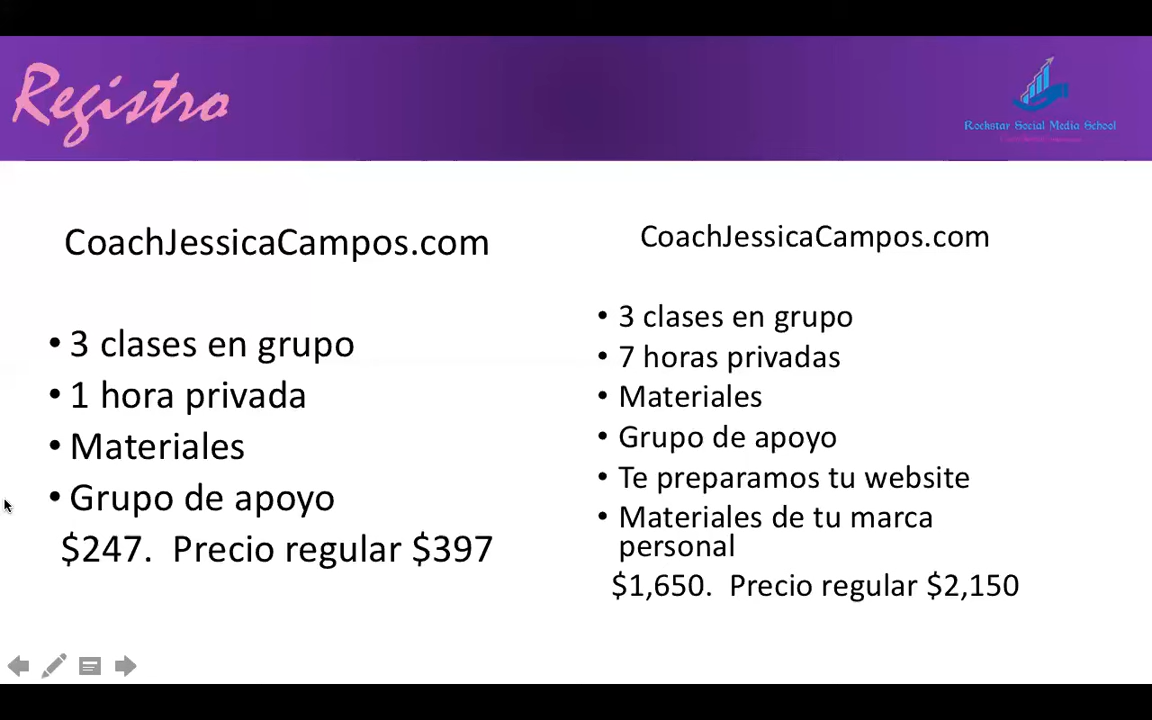 Registro
Rockstar Social Media School
CoachJessicaCampos.com
• 3 clases en grupo
• 1 hora privada
• Materiales
• Grupo de apoyo
$247. Precio regular $397
CoachJessicaCampos.com
• 3 clases en grupo
• 7 horas privadas
• Materiales
• Grupo de apoyo
• Te preparamos tu website
• Materiales de tu marca
personal
$1,650. Precio regular $2,150